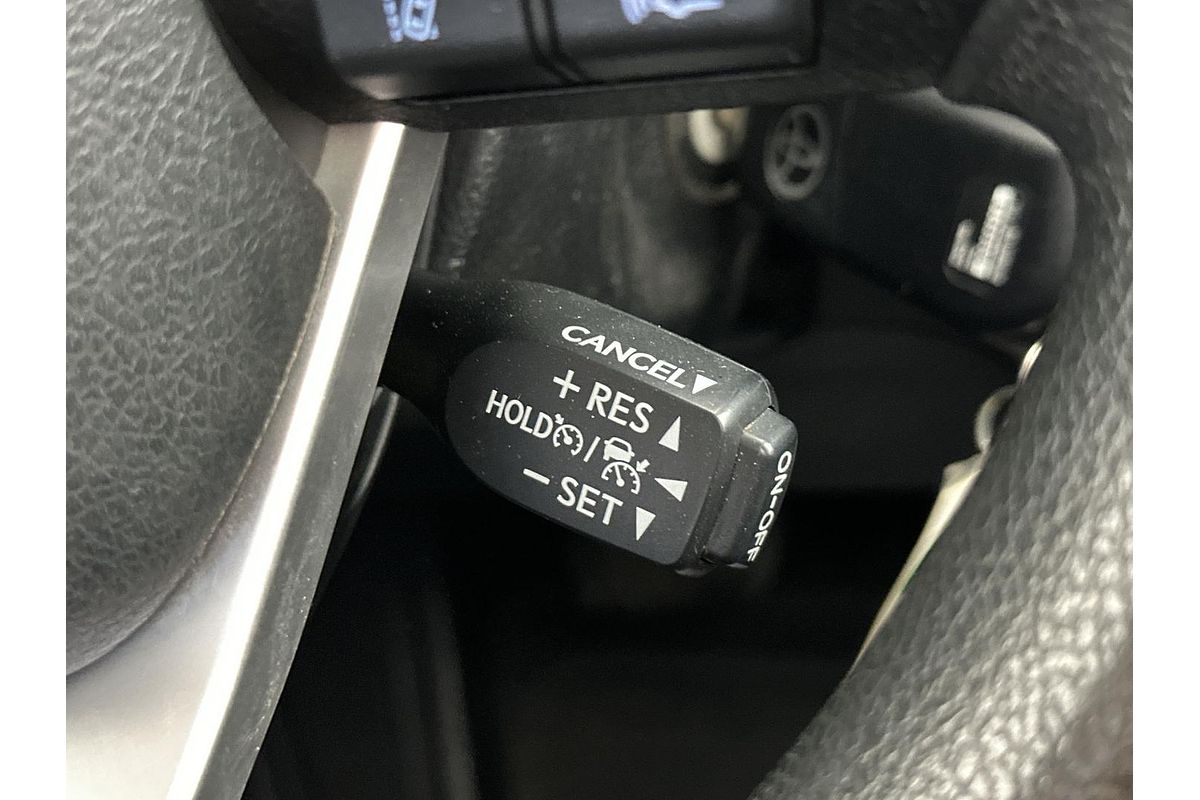 CANCEL▼
+ RES ▲
HOLD / ◀
- SET ▼
ON-OFF